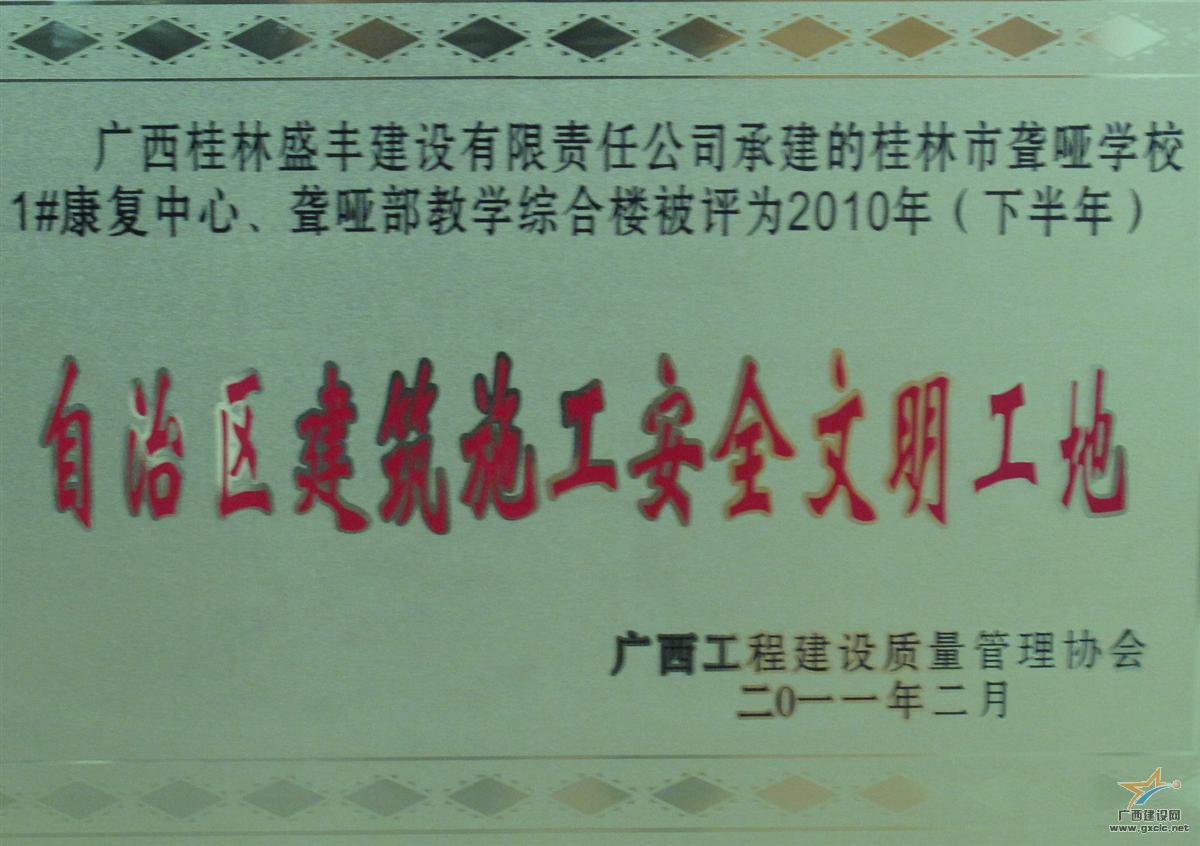 广西桂林盛丰建设有限责任公司承建的桂林市聋哑学校
1#康复中心、聋哑部教学综合楼被评为2010年（下半年）
自治区建筑施工安全文明工地
广西工程建设质量管理协会
二0一一年二月
广西建设网
www.gxcic.net